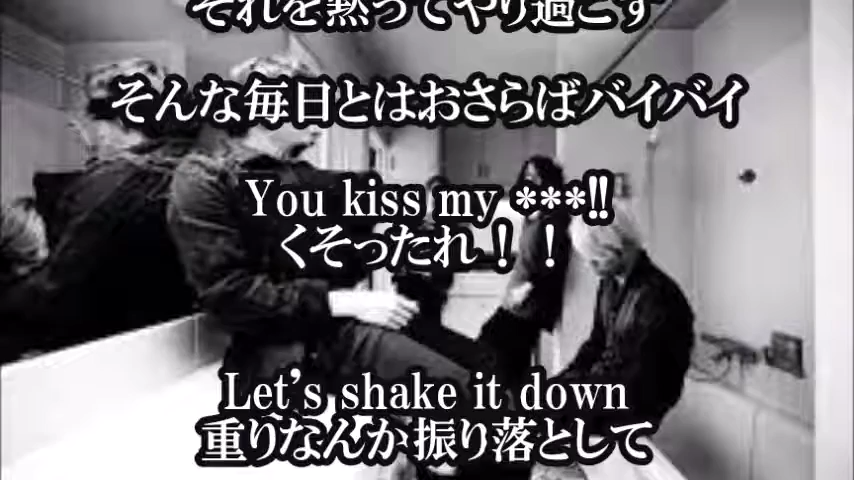 それを黙ってやり過ごす
そんな毎日とはおさらばバイバイ
You kiss my ***!!
くそったれ！！
Let's shake it down
重りなんか振り落として